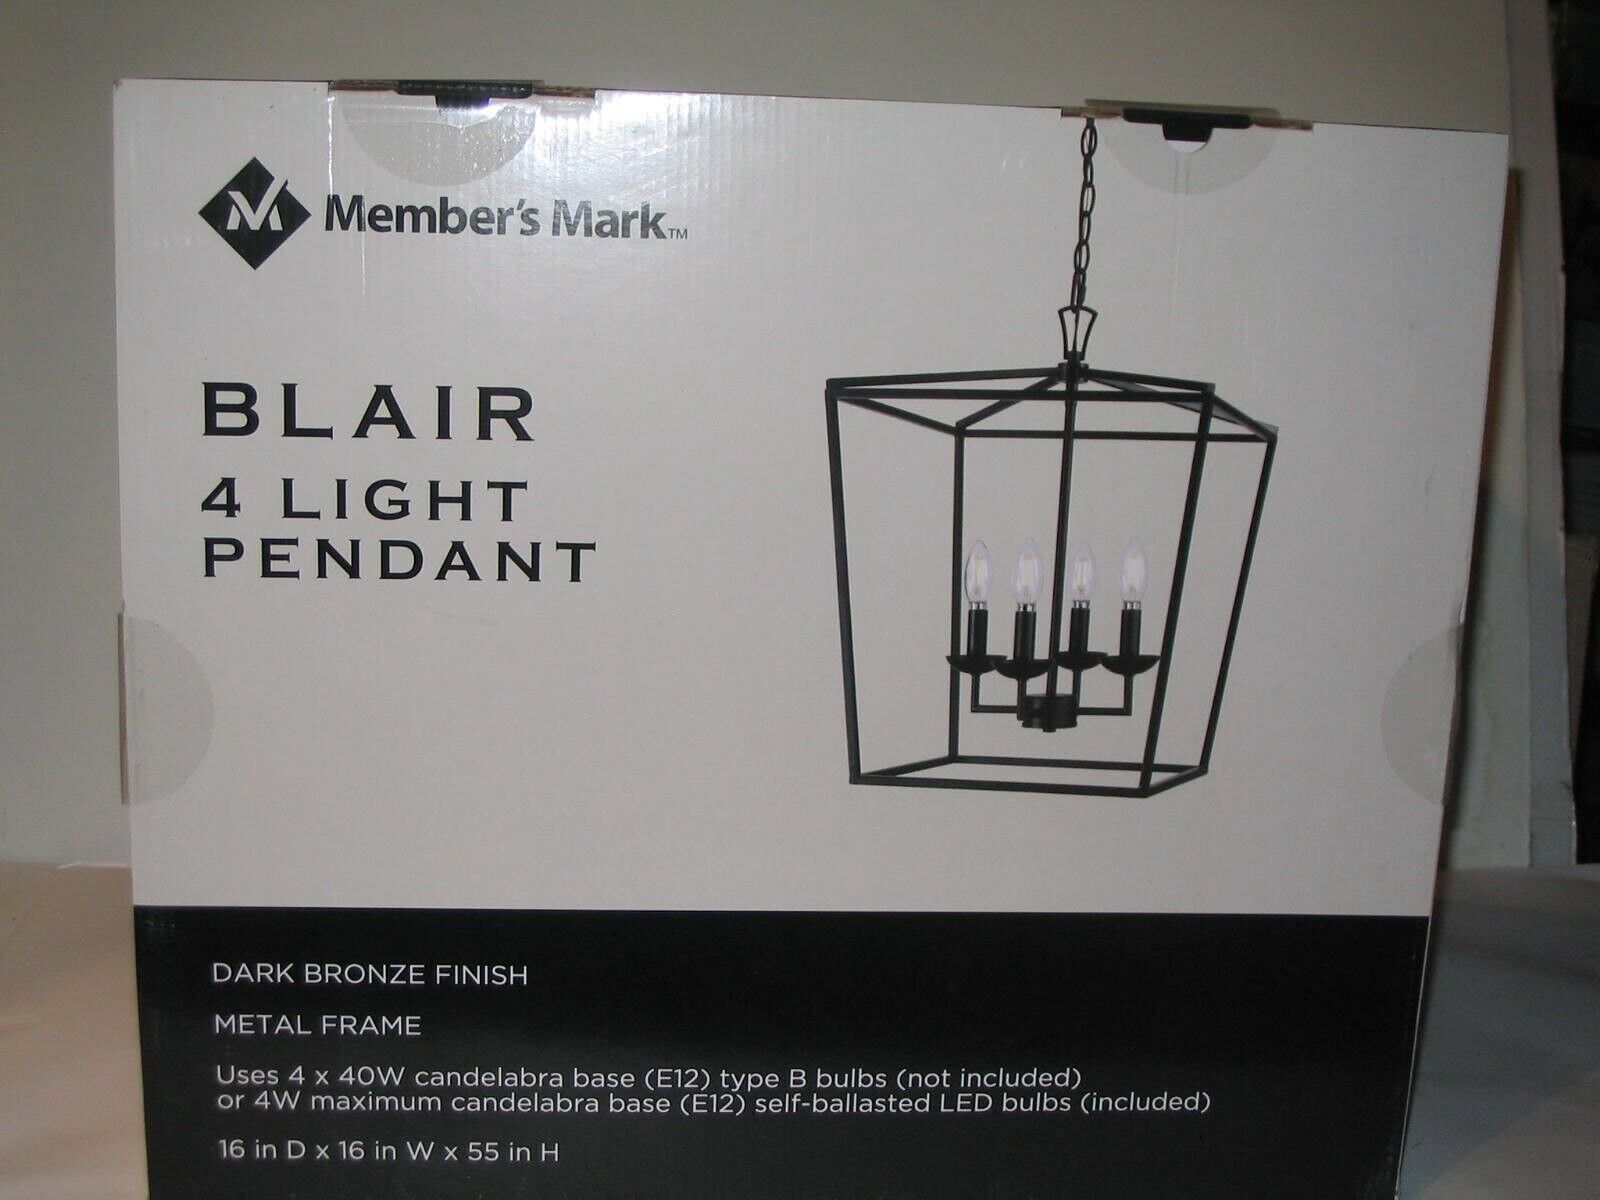 Member's Mark™
BLAIR
4 LIGHT
PENDANT
DARK BRONZE FINISH
METAL FRAME
Uses 4 x 40W candelabra base (E12) type B bulbs (not included)
or 4W maximum candelabra base (E12) self-ballasted LED bulbs (included)
16 in D x 16 in W x 55 in H